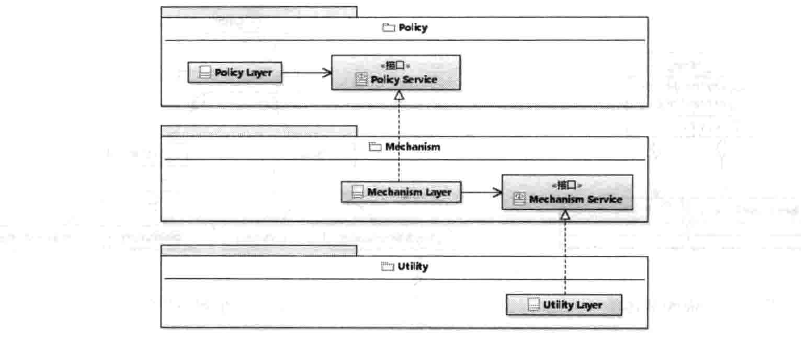 Policy
«接口»
Policy Layer
Policy Service
Mechanism
«接口»
Mechanism Layer
Mechanism Service
Utility
Utility Layer